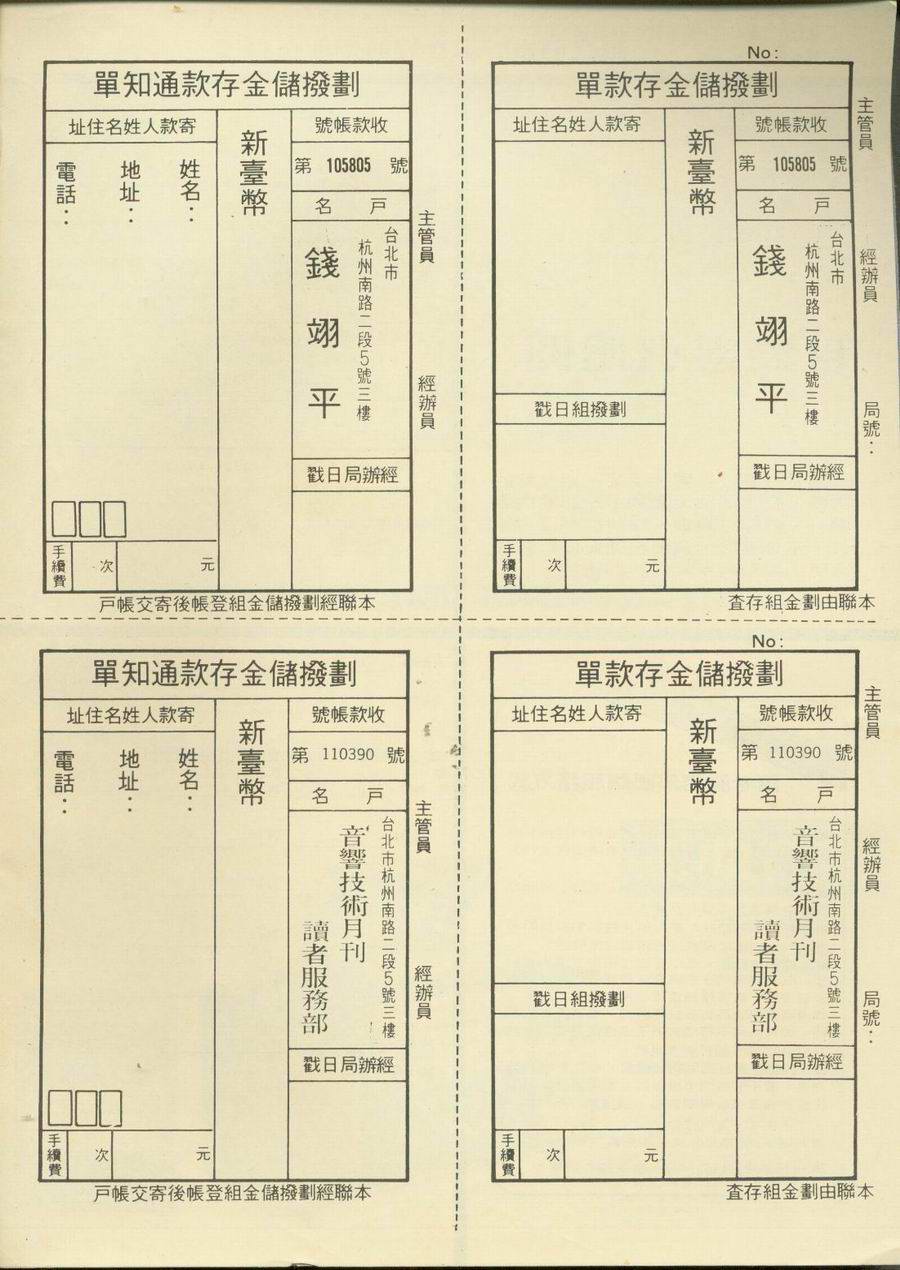 No：
劃撥儲金存款單
收款帳號
第 105805 號
戶名
台北市
杭州南路二段5號三樓
錢翊平
經辦局日戳
新臺幣
寄款人姓名住址
劃撥組日戳
手續費
次
元
主管員
經辦員
局號：
本聯由劃金組存査
劃撥儲金存款通知單
收款帳號
第 105805 號
戶名
台北市
杭州南路二段5號三樓
錢翊平
經辦局日戳
新臺幣
寄款人姓名住址
姓名：
地址：
電話：
手續費
次
元
主管員
經辦員
本聯經劃撥儲金組登帳後寄交帳戶
No：
劃撥儲金存款單
收款帳號
第 110390 號
戶名
台北市杭州南路二段5號三樓
音響技術月刊
讀者服務部
經辦局日戳
新臺幣
寄款人姓名住址
劃撥組日戳
手續費
次
元
主管員
經辦員
局號：
本聯由劃金組存査
劃撥儲金存款通知單
收款帳號
第 110390 號
戶名
台北市杭州南路二段5號三樓
音響技術月刊
讀者服務部
經辦局日戳
新臺幣
寄款人姓名住址
姓名：
地址：
電話：
手續費
次
元
主管員
經辦員
本聯經劃撥儲金組登帳後寄交帳戶